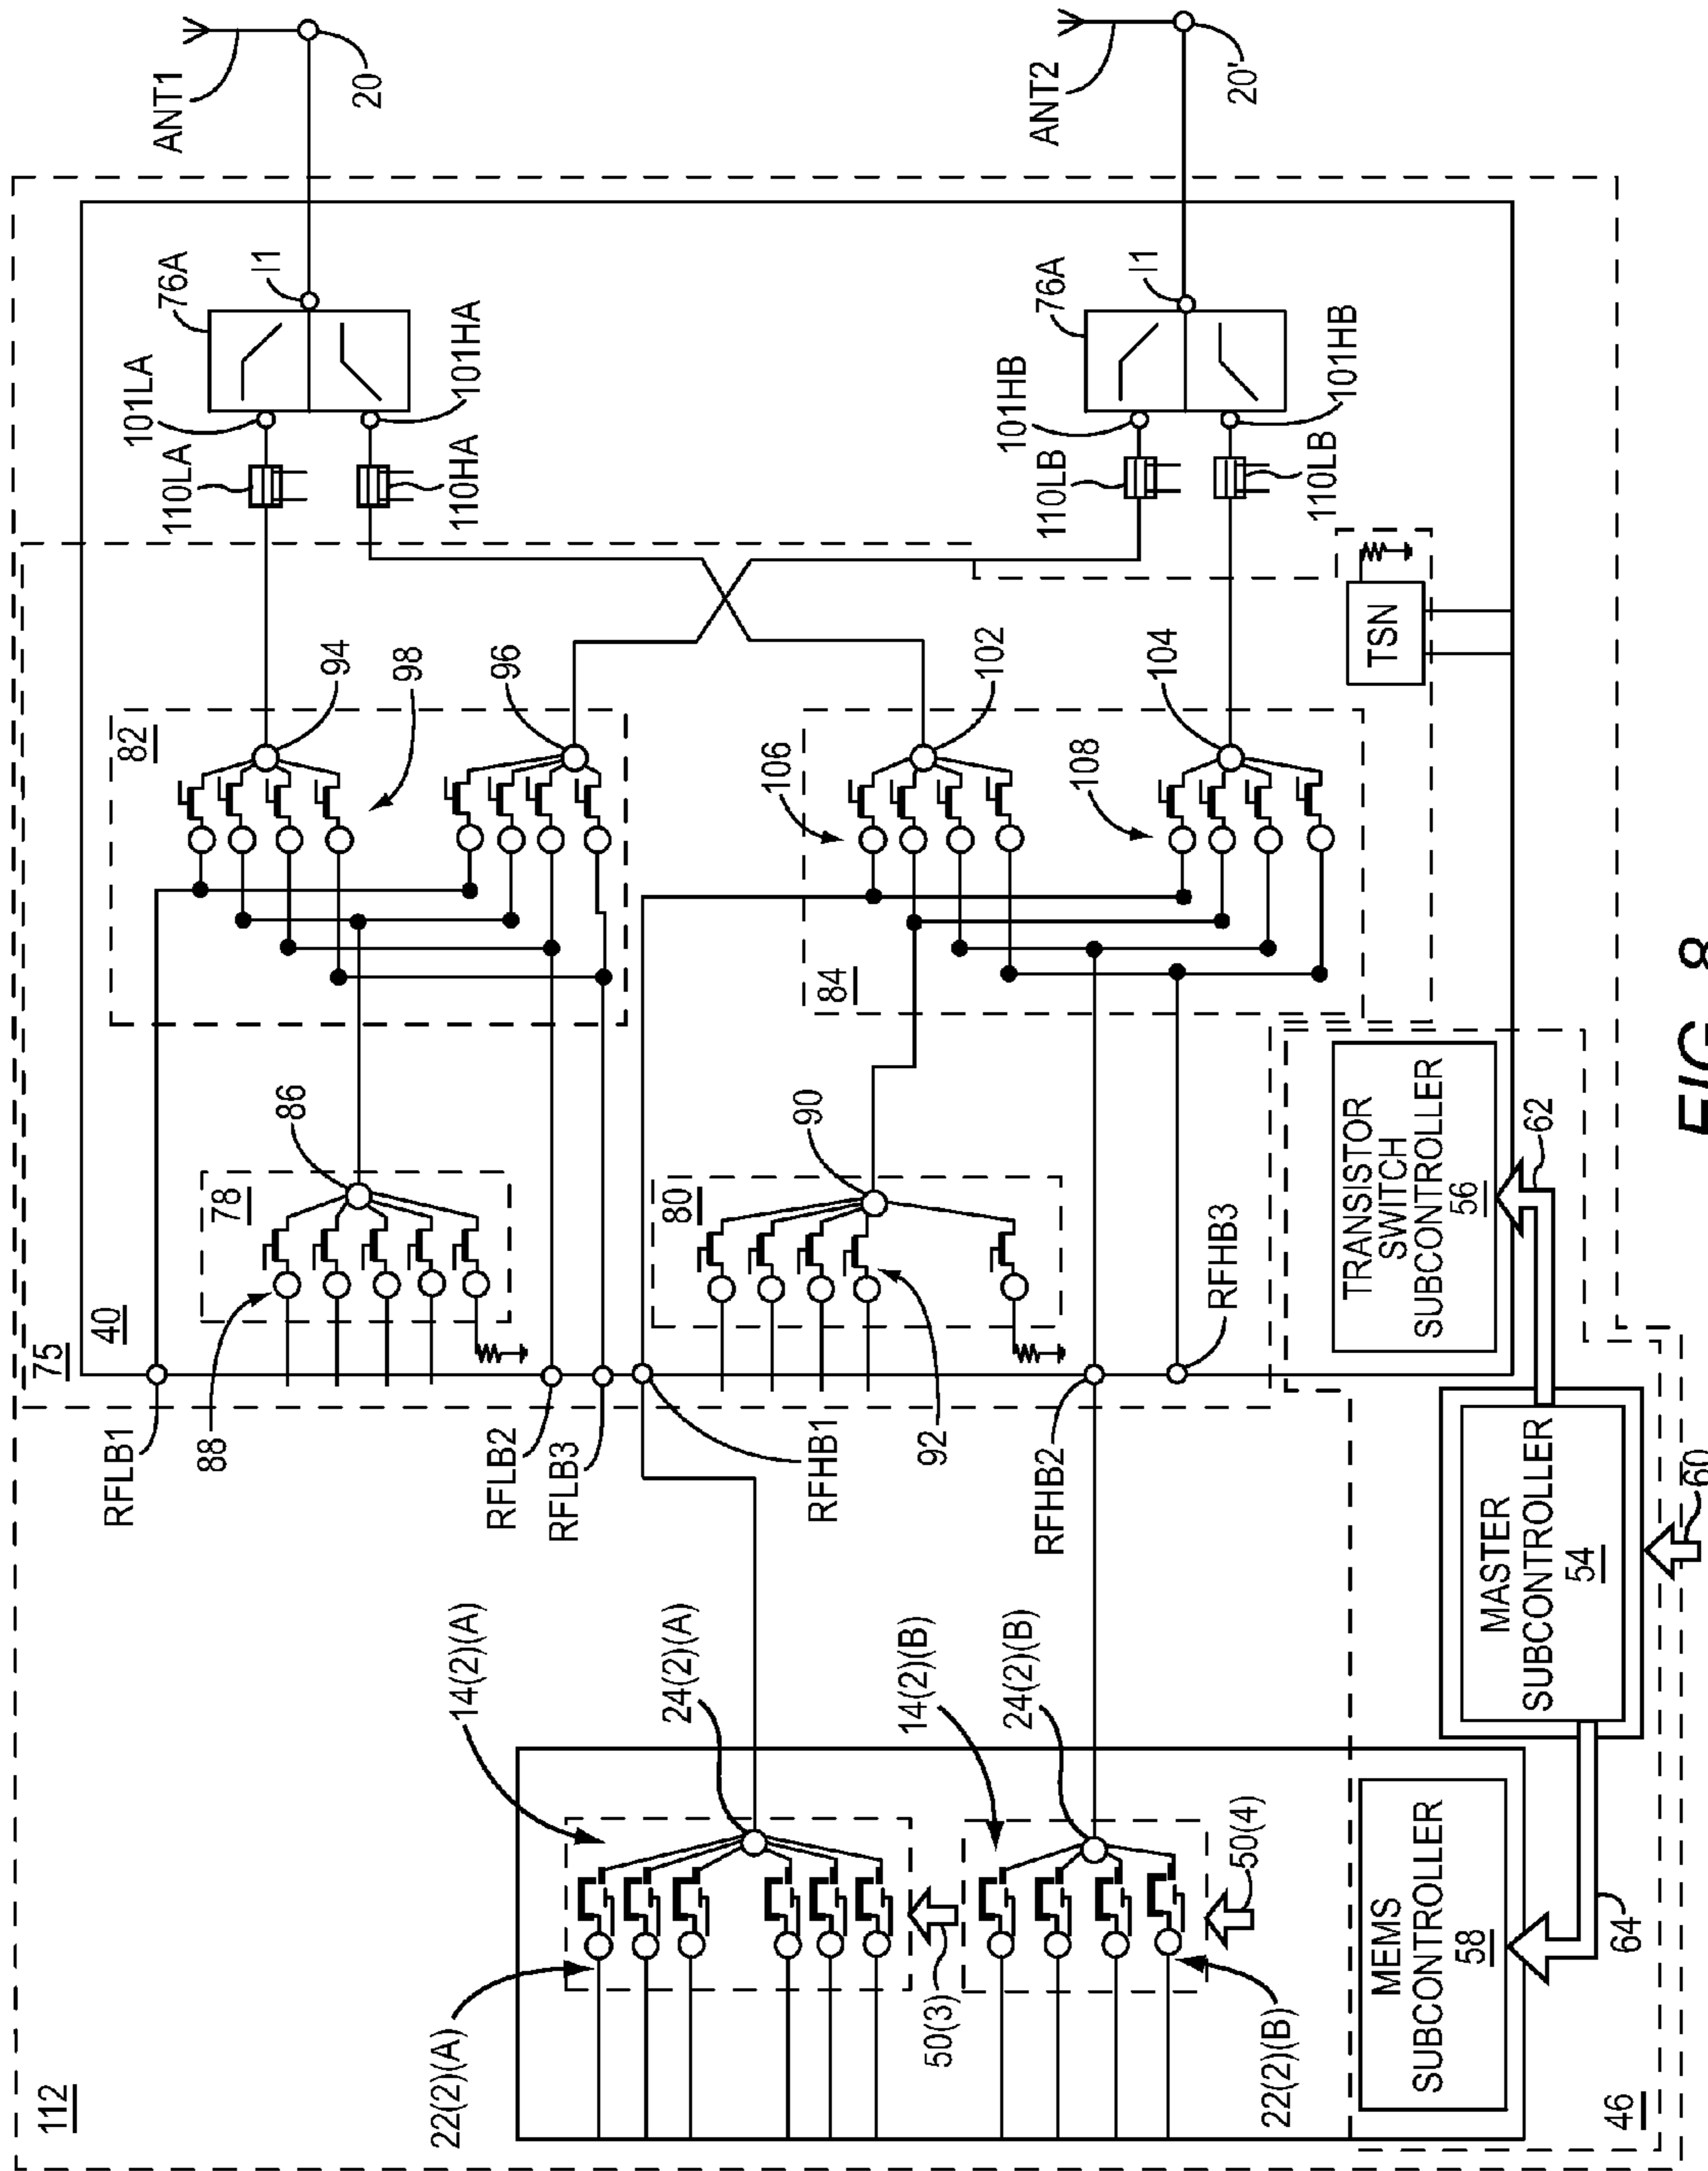 112
75
40
RFLB1
88
RFLB2
RFLB3
RFHB1
92
RFHB2
RFHB3
78
86
80
90
82
94
98
96
84
106
102
108
104
TSN
110LA
110HA
101LA
101HA
76A
I1
ANT1
20
110LB
110LB
101HB
101HB
76A
I1
ANT2
20'
22(2)(A)
14(2)(A)
24(2)(A)
50(3)
14(2)(B)
24(2)(B)
22(2)(B)
50(4)
MEMS
SUBCONTROLLER
58
46
64
MASTER
SUBCONTROLLER
54
60
TRANSISTOR
SWITCH
SUBCONTROLLER
56
62
FIG. 8